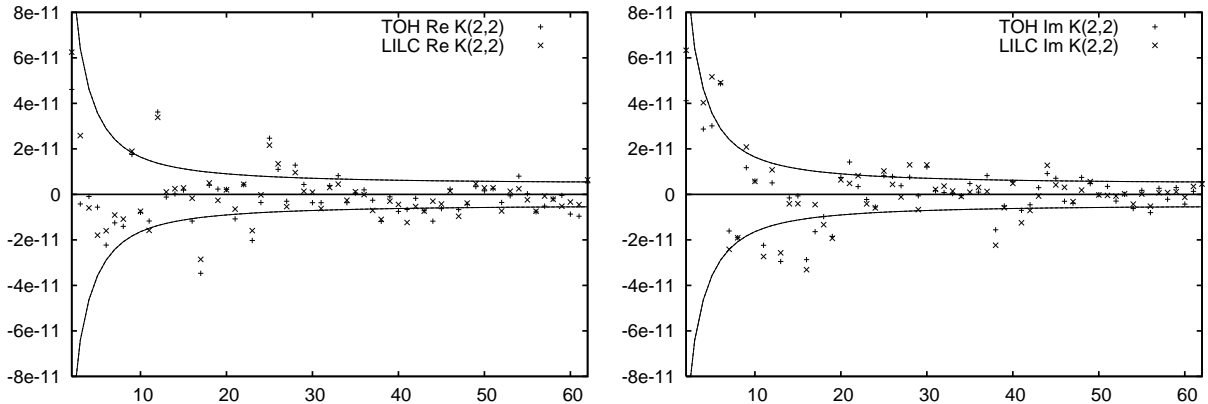 8e-11
6e-11
4e-11
2e-11
0
-2e-11
-4e-11
-6e-11
-8e-11
10 20 30 40 50 60
TOH Re K(2,2)
LILC Re K(2,2)
8e-11
6e-11
4e-11
2e-11
0
-2e-11
-4e-11
-6e-11
-8e-11
10 20 30 40 50 60
TOH Im K(2,2)
LILC Im K(2,2)